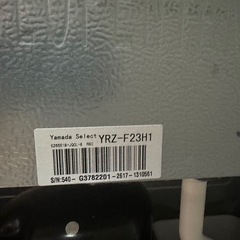 Yamada Select YRZ-F23H1
S/N:540- G3782201 -2617-1310561